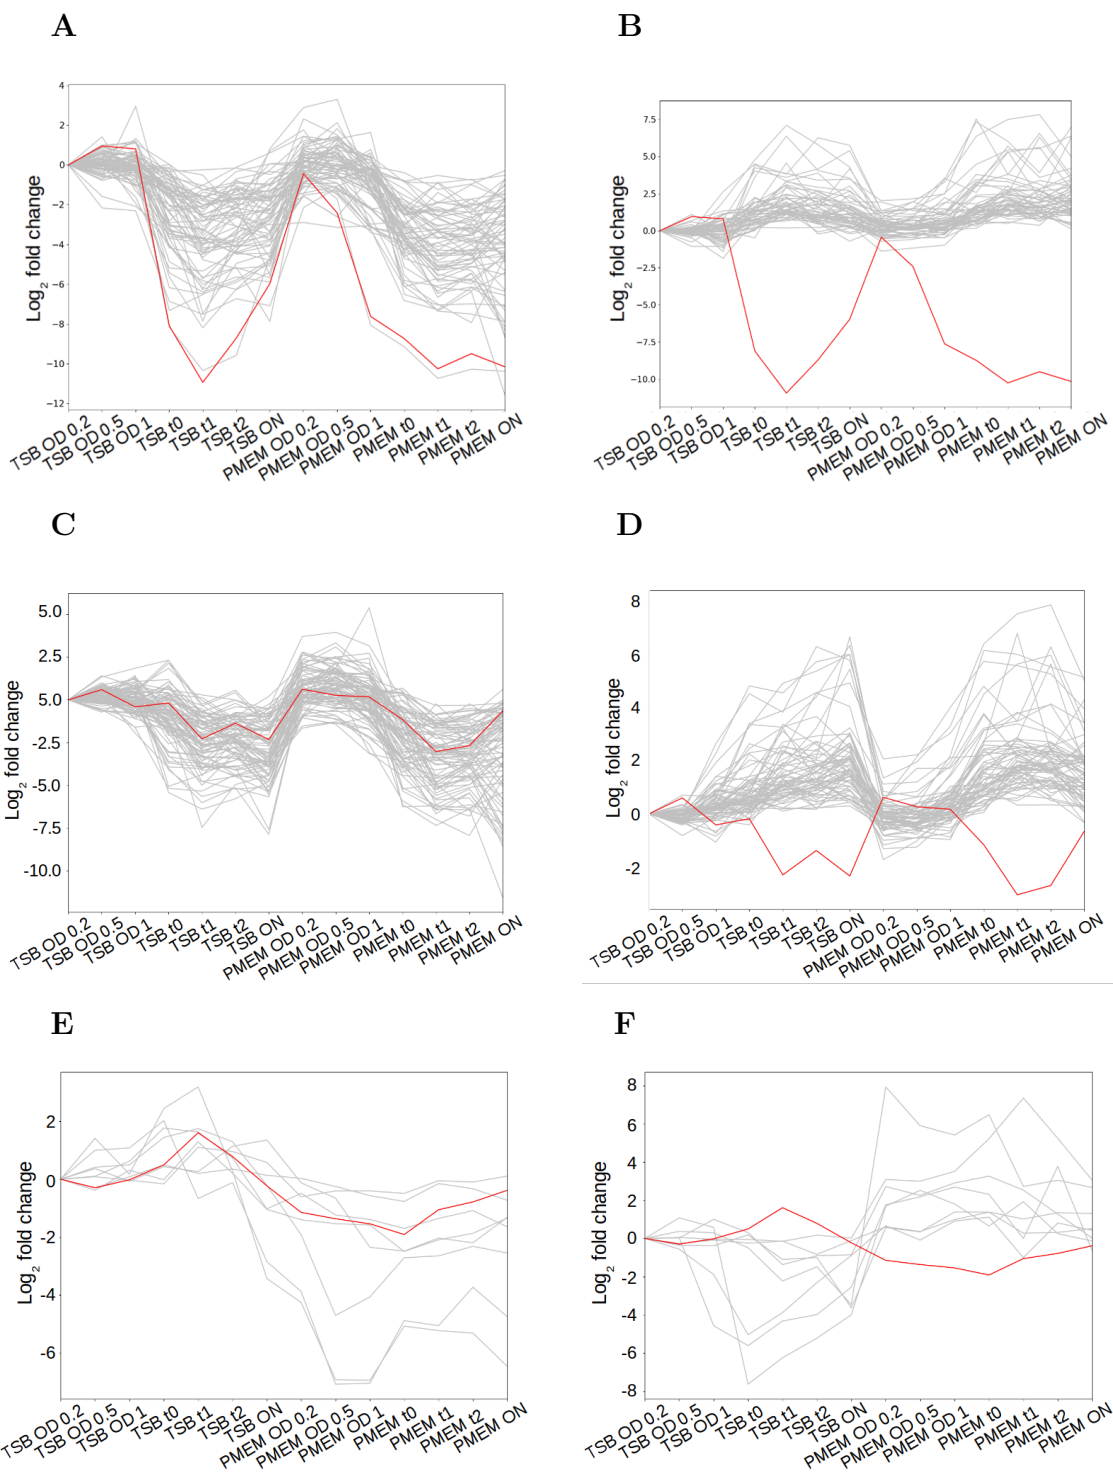 A
B
4
2
0
−2
−4
−6
−8
−10
−12
Log2 fold change
TSB OD 0.2
TSB OD 0.5
TSB OD 1
TSB t0
TSB t1
TSB t2
TSB ON
PMEM OD 0.2
PMEM OD 0.5
PMEM OD 1
PMEM t0
PMEM t1
PMEM t2
PMEM ON
7.5
5.0
2.5
0.0
−2.5
−5.0
−7.5
−10.0
Log2 fold change
TSB OD 0.2
TSB OD 0.5
TSB OD 1
TSB t0
TSB t1
TSB t2
TSB ON
PMEM OD 0.2
PMEM OD 0.5
PMEM OD 1
PMEM t0
PMEM t1
PMEM t2
PMEM ON
C
D
5.0
2.5
5.0
-2.5
-5.0
-7.5
-10.0
Log2 fold change
TSB OD 0.2
TSB OD 0.5
TSB OD 1
TSB t0
TSB t1
TSB t2
TSB ON
PMEM OD 0.2
PMEM OD 0.5
PMEM OD 1
PMEM t0
PMEM t1
PMEM t2
PMEM ON
8
6
4
2
0
-2
Log2 fold change
TSB OD 0.2
TSB OD 0.5
TSB OD 1
TSB t0
TSB t1
TSB t2
TSB ON
PMEM OD 0.2
PMEM OD 0.5
PMEM OD 1
PMEM t0
PMEM t1
PMEM t2
PMEM ON
E
F
2
0
-2
-4
-6
Log2 fold change
TSB OD 0.2
TSB OD 0.5
TSB OD 1
TSB t0
TSB t1
TSB t2
TSB ON
PMEM OD 0.2
PMEM OD 0.5
PMEM OD 1
PMEM t0
PMEM t1
PMEM t2
PMEM ON
8
6
4
2
0
-2
-4
-6
-8
Log2 fold change
TSB OD 0.2
TSB OD 0.5
TSB OD 1
TSB t0
TSB t1
TSB t2
TSB ON
PMEM OD 0.2
PMEM OD 0.5
PMEM OD 1
PMEM t0
PMEM t1
PMEM t2
PMEM ON